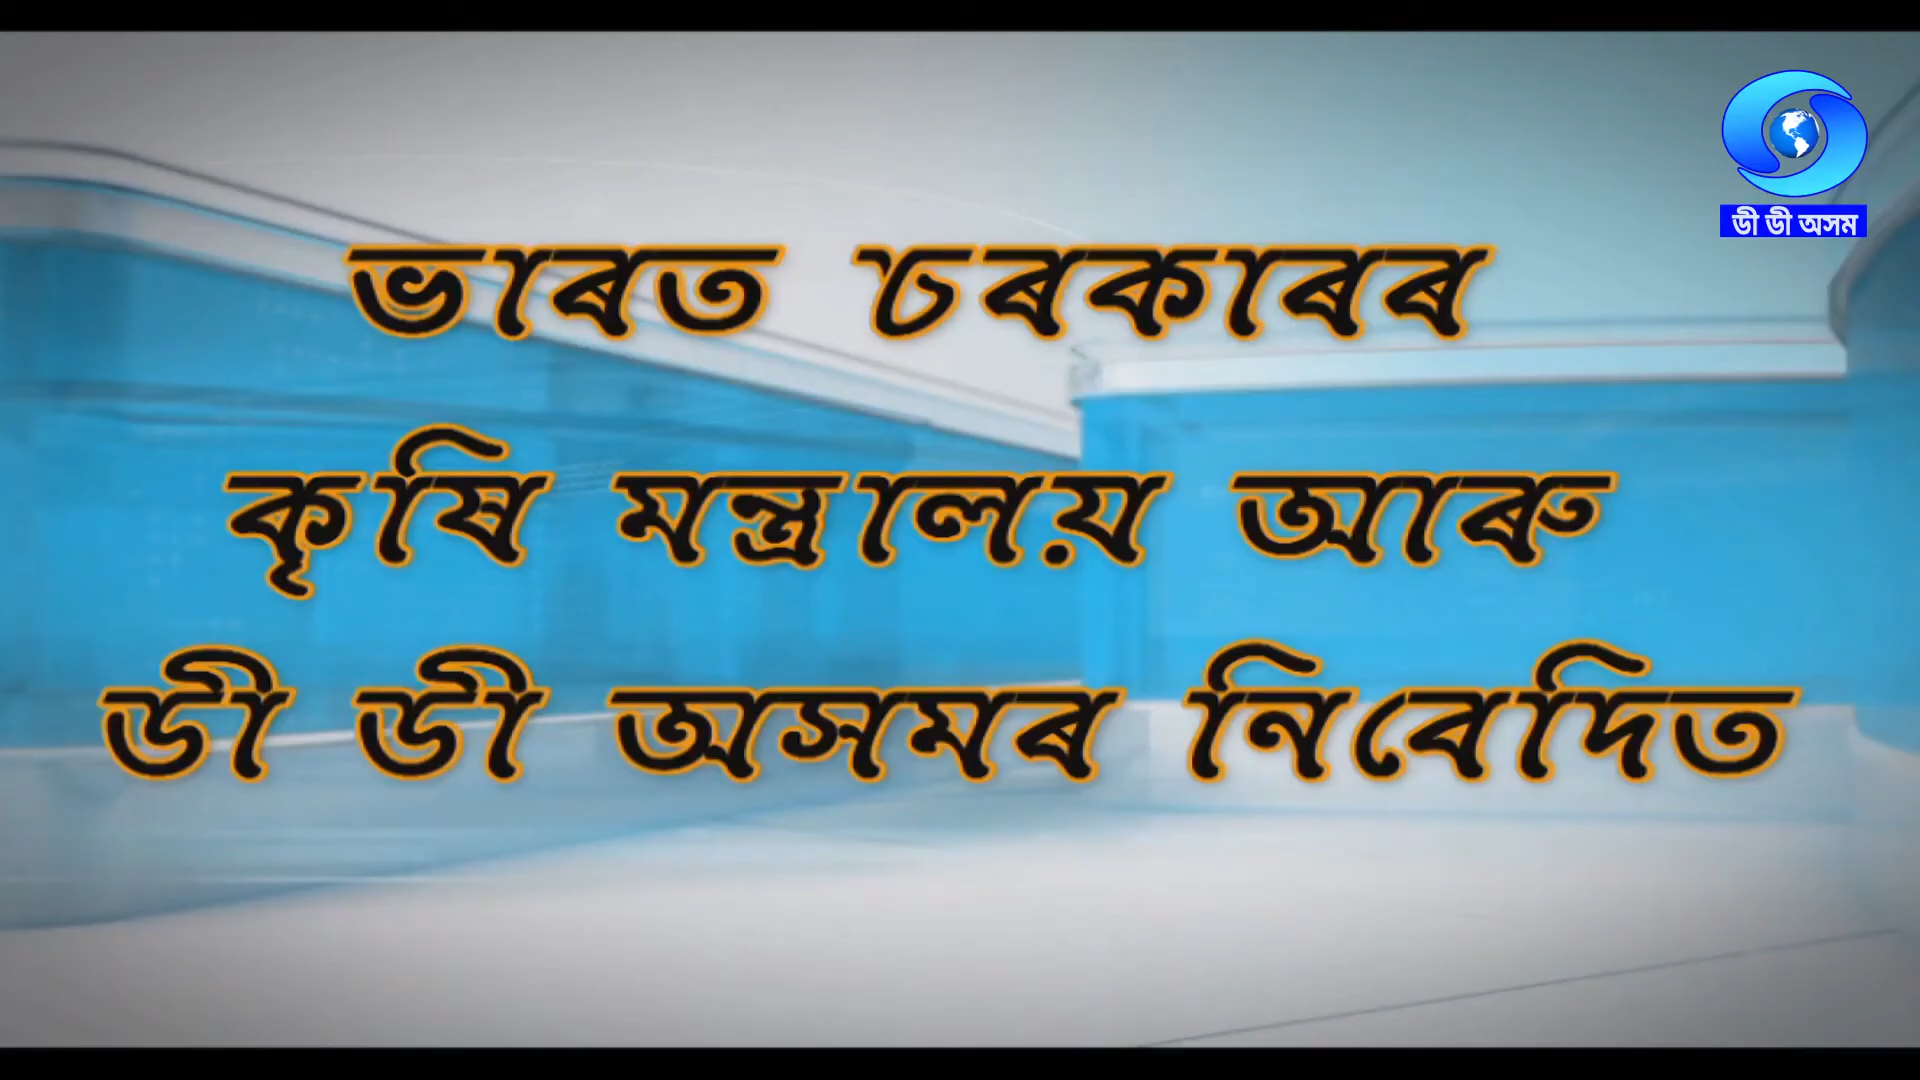 ডী ডী অসম
ভাৰত চৰকাৰৰ
কৃষি মন্ত্ৰালয় আৰু
ডী ডী অসমৰ নিবেদিত